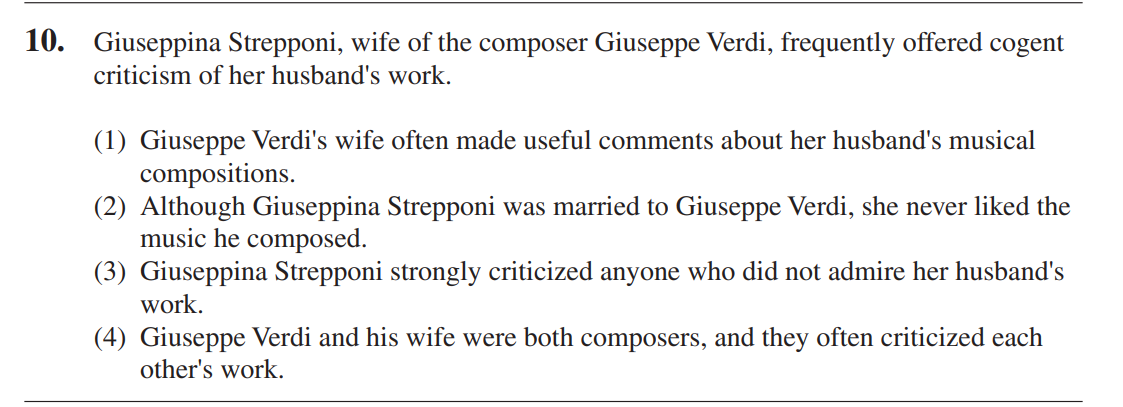 10. Giuseppina Strepponi, wife of the composer Giuseppe Verdi, frequently offered cogent
criticism of her husband's work.
(1) Giuseppe Verdi's wife often made useful comments about her husband's musical
compositions.
(2) Although Giuseppina Strepponi was married to Giuseppe Verdi, she never liked the
music he composed.
(3) Giuseppina Strepponi strongly criticized anyone who did not admire her husband's
work.
(4) Giuseppe Verdi and his wife were both composers, and they often criticized each
other's work.